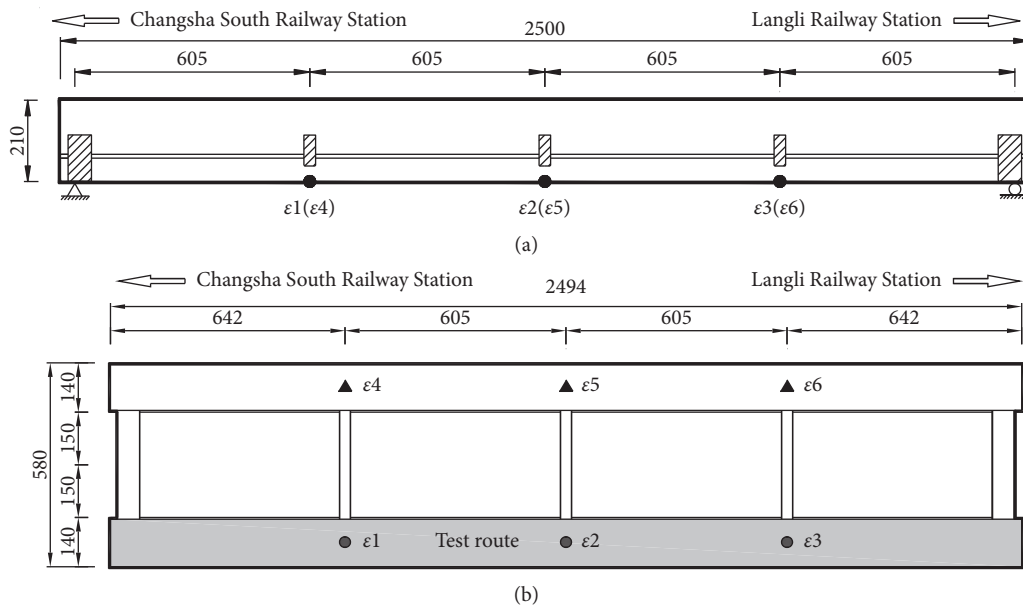 Changsha South Railway Station
Langli Railway Station
2500
605
605
605
605
210
ε1(ε4)
ε2(ε5)
ε3(ε6)
(a)
Changsha South Railway Station
Langli Railway Station
2494
642
605
605
642
580
140
150
150
140
ε4
ε5
ε6
ε1
Test route
ε2
ε3
(b)